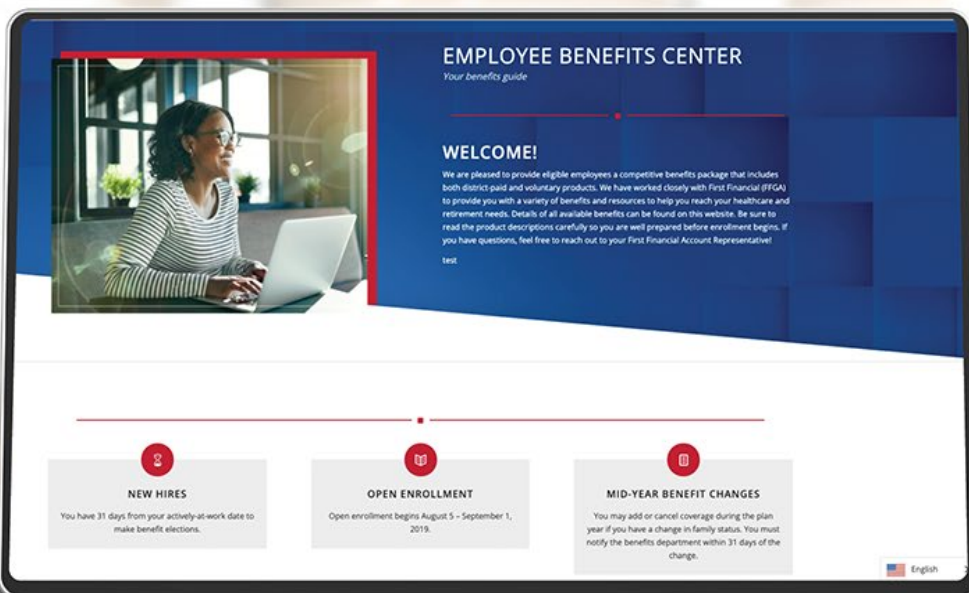 EMPLOYEE BENEFITS CENTER
Your benefits guide
WELCOME!
We are pleased to provide eligible employees a competitive benefits package that includes
both district-paid and voluntary products. We have worked closely with First Financial (FFGA)
to provide you with a variety of benefits and resources to help you reach your healthcare and
retirement needs. Details of all available benefits can be found on this website. Be sure to
read the product descriptions carefully so you are well prepared before enrollment begins. If
you have questions, feel free to reach out to your First Financial Account Representative!
test
NEW HIRES
You have 31 days from your actively-at-work date to
make benefit elections.
OPEN ENROLLMENT
Open enrollment begins August 5 – September 1,
2019.
MID-YEAR BENEFIT CHANGES
You may add or cancel coverage during the plan
year if you have a change in family status. You must
notify the benefits department within 31 days of the
change.
English